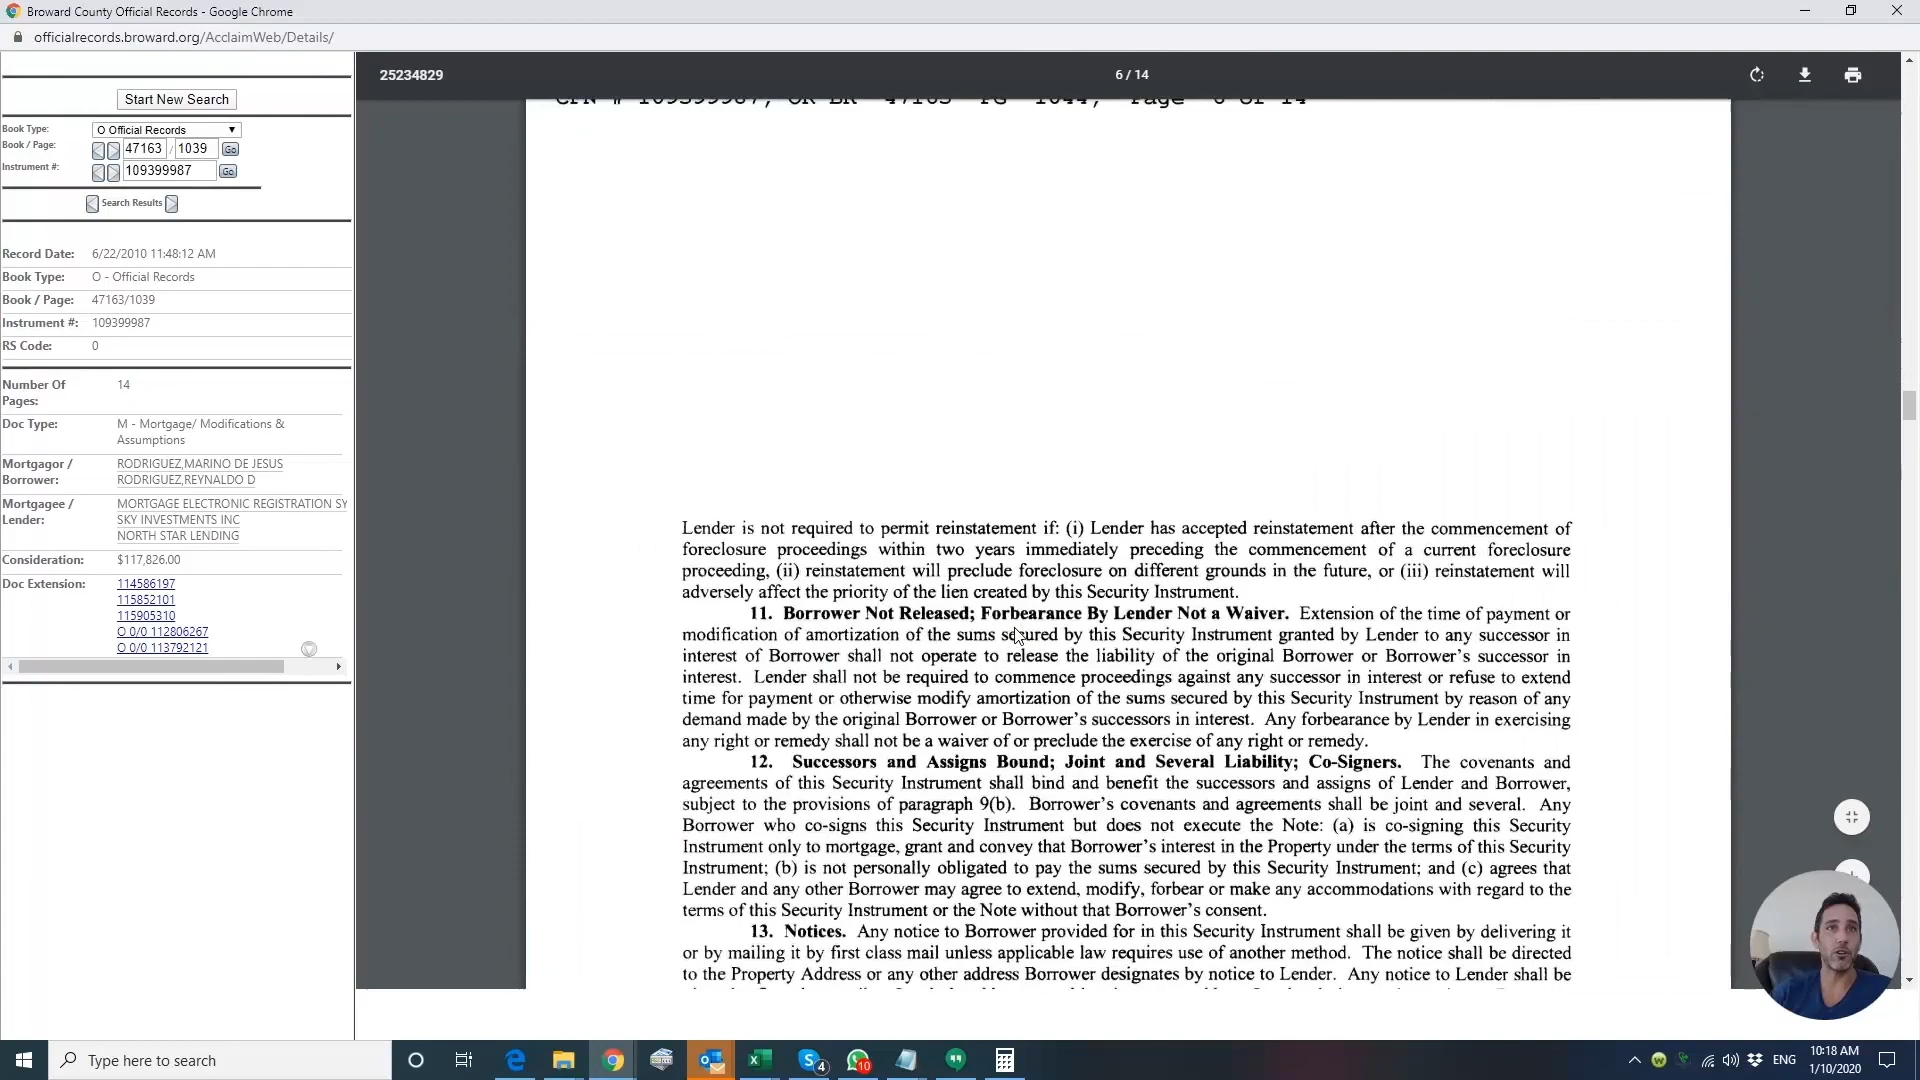 Broward County Official Records - Google Chrome
officialrecords.broward.org/AcclaimWeb/Details/
25234829
6 / 14
Start New Search
Book Type:
O Official Records
Book / Page:
47163 / 1039 Go
Instrument #:
109399987 Go
Search Results
Record Date: 6/22/2010 11:48:12 AM
Book Type: O - Official Records
Book / Page: 47163/1039
Instrument #: 109399987
RS Code: 0
Number Of
Pages:
14
Doc Type:
M - Mortgage/ Modifications &
Assumptions
Mortgagor /
Borrower:
RODRIGUEZ,MARINO DE JESUS
RODRIGUEZ,REYNALDO D
Mortgagee /
Lender:
MORTGAGE ELECTRONIC REGISTRATION SY
SKY INVESTMENTS INC
NORTH STAR LENDING
Consideration: $117,826.00
Doc Extension:
114586197
115852101
115905310
O 0/0 112806267
O 0/0 113792121
CFN # 109399987, OR BK 47163 PG 1044, Page 6 of 14
Lender is not required to permit reinstatement if: (i) Lender has accepted reinstatement after the commencement of
foreclosure proceedings within two years immediately preceding the commencement of a current foreclosure
proceeding, (ii) reinstatement will preclude foreclosure on different grounds in the future, or (iii) reinstatement will
adversely affect the priority of the lien created by this Security Instrument.
11. Borrower Not Released; Forbearance By Lender Not a Waiver. Extension of the time of payment or
modification of amortization of the sums secured by this Security Instrument granted by Lender to any successor in
interest of Borrower shall not operate to release the liability of the original Borrower or Borrower's successor in
interest. Lender shall not be required to commence proceedings against any successor in interest or refuse to extend
time for payment or otherwise modify amortization of the sums secured by this Security Instrument by reason of any
demand made by the original Borrower or Borrower's successors in interest. Any forbearance by Lender in exercising
any right or remedy shall not be a waiver of or preclude the exercise of any right or remedy.
12. Successors and Assigns Bound; Joint and Several Liability; Co-Signers. The covenants and
agreements of this Security Instrument shall bind and benefit the successors and assigns of Lender and Borrower,
subject to the provisions of paragraph 9(b). Borrower's covenants and agreements shall be joint and several. Any
Borrower who co-signs this Security Instrument but does not execute the Note: (a) is co-signing this Security
Instrument only to mortgage, grant and convey that Borrower's interest in the Property under the terms of this Security
Instrument; (b) is not personally obligated to pay the sums secured by this Security Instrument; and (c) agrees that
Lender and any other Borrower may agree to extend, modify, forbear or make any accommodations with regard to the
terms of this Security Instrument or the Note without that Borrower's consent.
13. Notices. Any notice to Borrower provided for in this Security Instrument shall be given by delivering it
or by mailing it by first class mail unless applicable law requires use of another method. The notice shall be directed
to the Property Address or any other address Borrower designates by notice to Lender. Any notice to Lender shall be
Type here to search
4
10
ENG
10:18 AM
1/10/2020